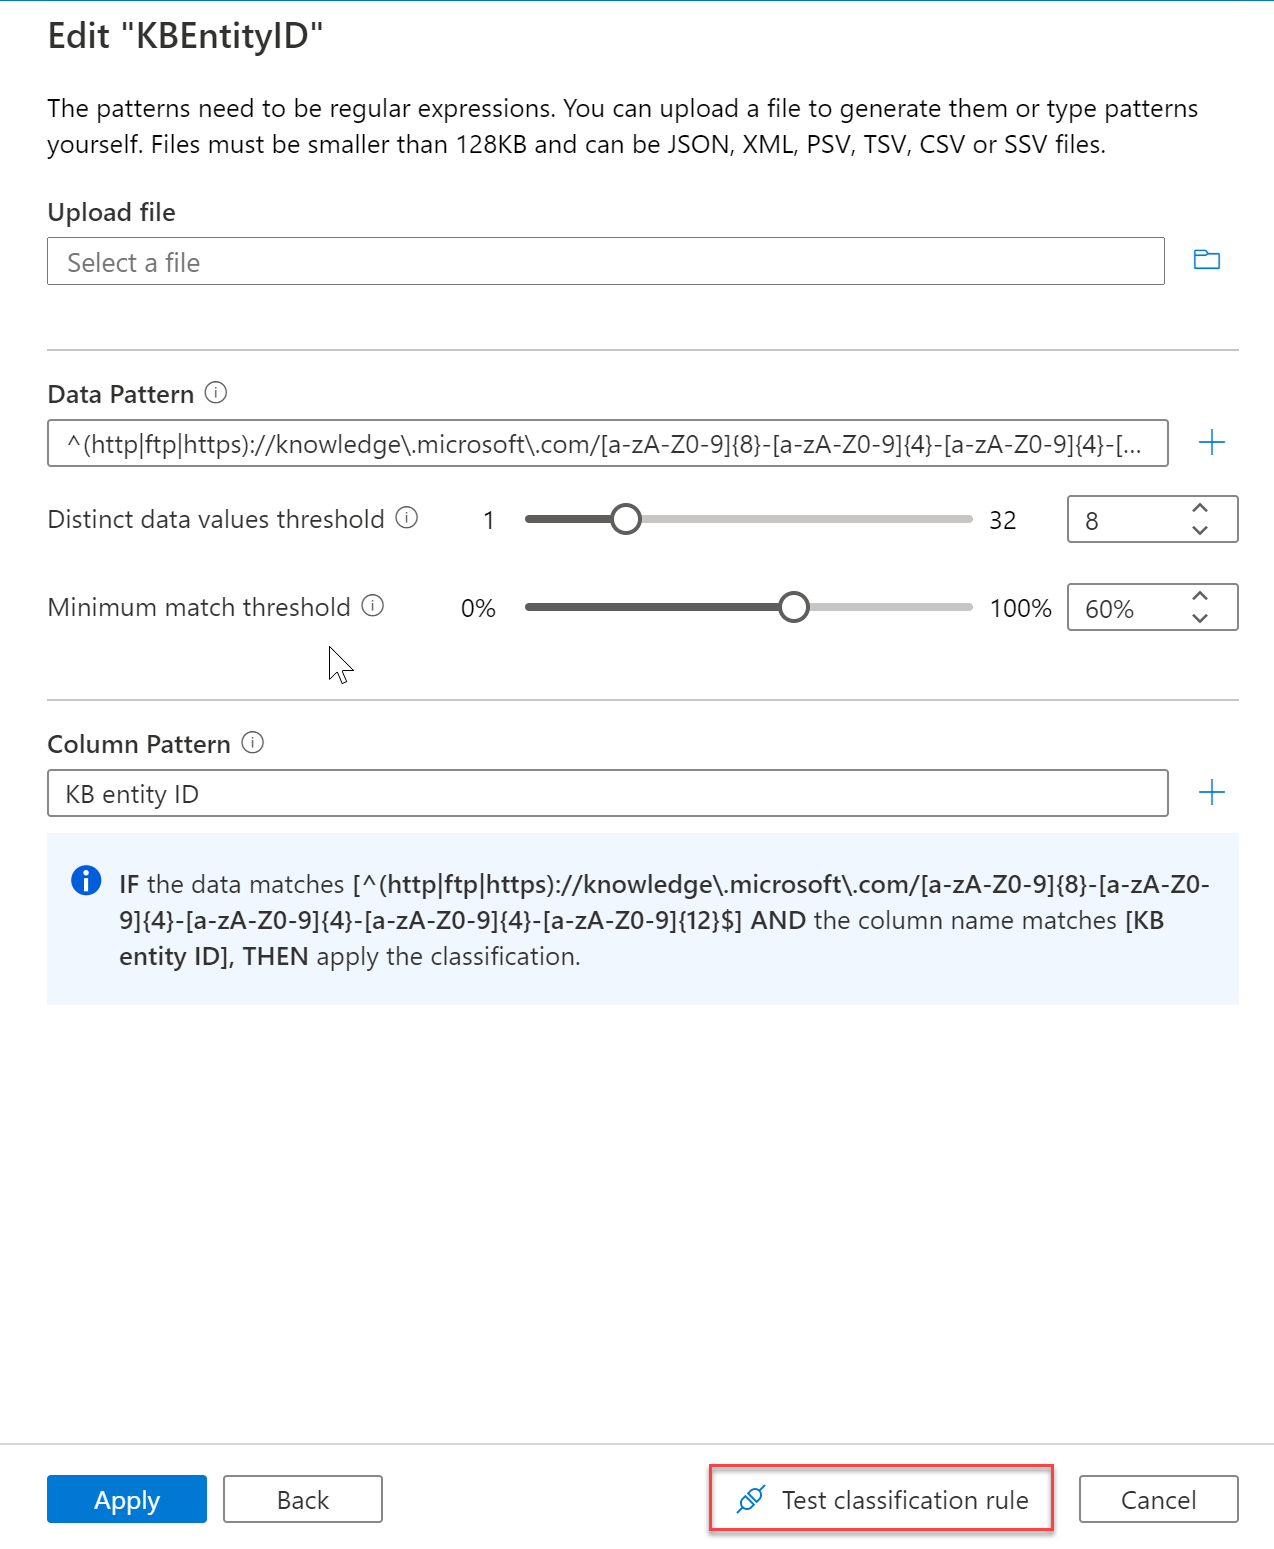 Edit "KBEntityID"
The patterns need to be regular expressions. You can upload a file to generate them or type patterns
yourself. Files must be smaller than 128KB and can be JSON, XML, PSV, TSV, CSV or SSV files.
Upload file
Select a file
Data Pattern
^(http|ftp|https)://knowledge\.microsoft\.com/[a-zA-Z0-9]{8}-[a-zA-Z0-9]{4}-[a-zA-Z0-9]{4}-[...
Distinct data values threshold 1 32 8
Minimum match threshold 0% 100% 60%
Column Pattern
KB entity ID
IF the data matches [^(http|ftp|https)://knowledge\.microsoft\.com/[a-zA-Z0-9]{8}-[a-zA-Z0-
9]{4}-[a-zA-Z0-9]{4}-[a-zA-Z0-9]{4}-[a-zA-Z0-9]{12}$] AND the column name matches [KB
entity ID], THEN apply the classification.
Apply Back Test classification rule Cancel